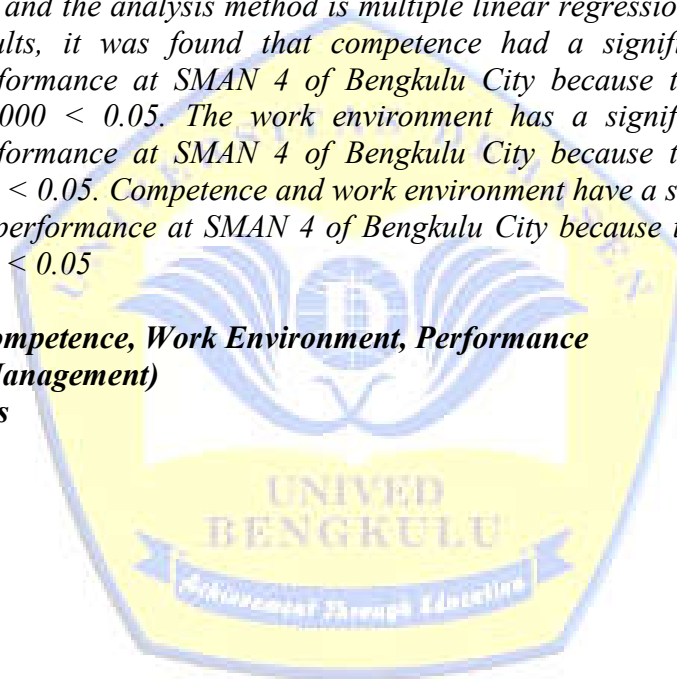 and the analysis method is multiple linear regression
ults, it was found that competence had a signif
formance at SMAN 4 of Bengkulu City because t
000 < 0.05. The work environment has a signif
formance at SMAN 4 of Bengkulu City because t
< 0.05. Competence and work environment have a s
performance at SMAN 4 of Bengkulu City because t
< 0.05
ompetence, Work Environment, Performance
Management)
s
UNIVED
BENGKULU
Achievement Through Education